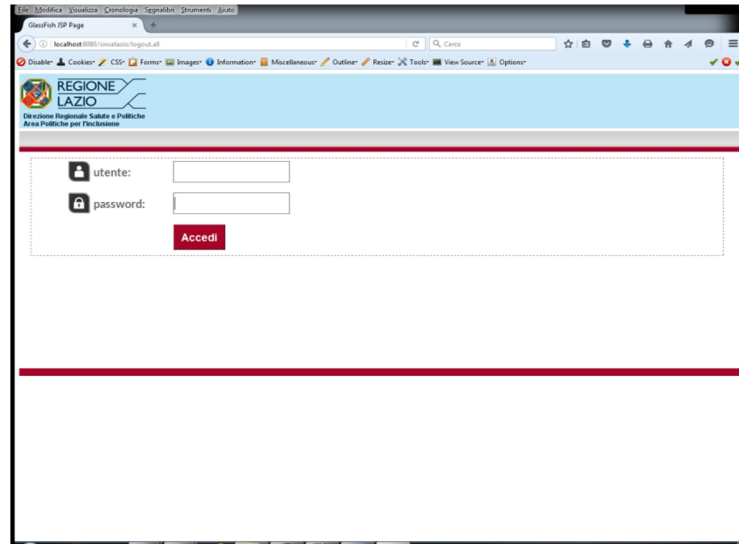 File Modifica Visualizza Cronologia Segnalibri Strumenti Aiuto
GlassFish JSP Page × +
localhost:8080/sinselazio/logout.all Cerca
Disable Cookies CSS Forms Images Information Miscellaneous Outline Resize Tools View Source Options
REGIONE
LAZIO
Direzione Regionale Salute e Politiche
Area Politiche per l'Inclusione
utente:
password:
Accedi